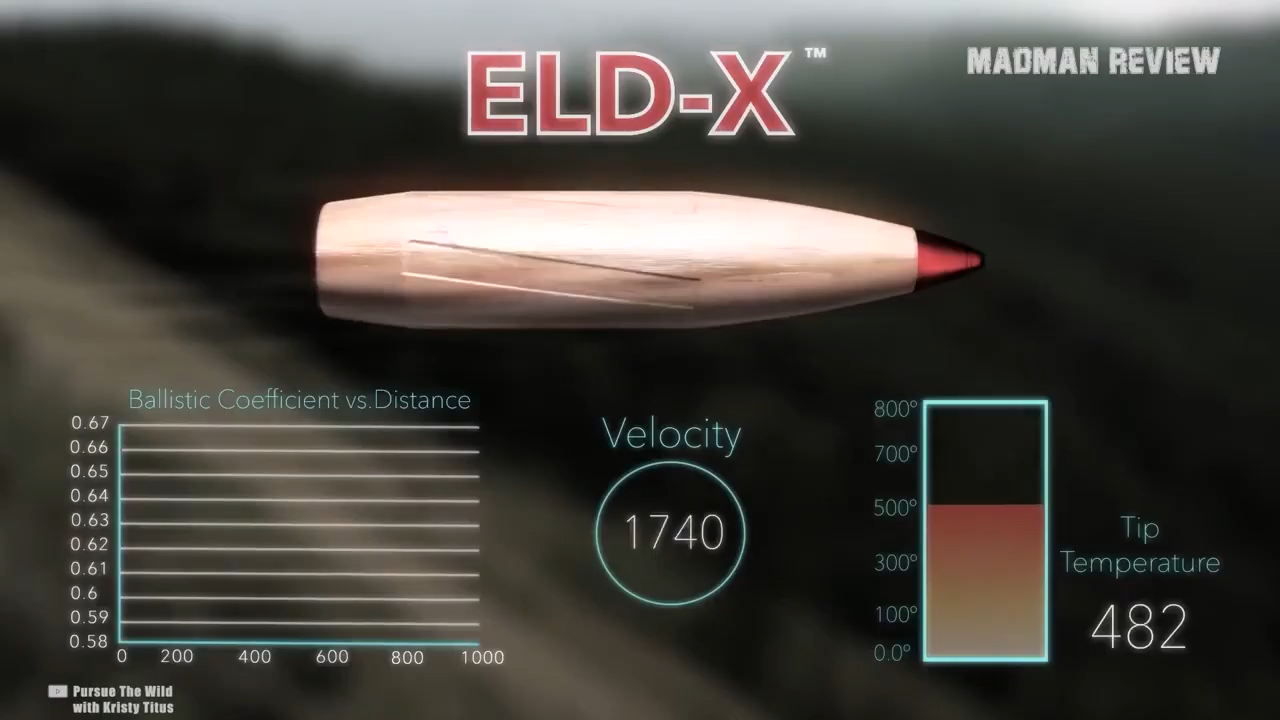 ELD-X™
MADMAN REVIEW
Ballistic Coefficient vs.Distance
0.67
0.66
0.65
0.64
0.63
0.62
0.61
0.6
0.59
0.58
0 200 400 600 800 1000
Velocity
1740
800°
700°
500°
300°
100°
0.0°
Tip
Temperature
482
Pursue The Wild
with Kristy Titus